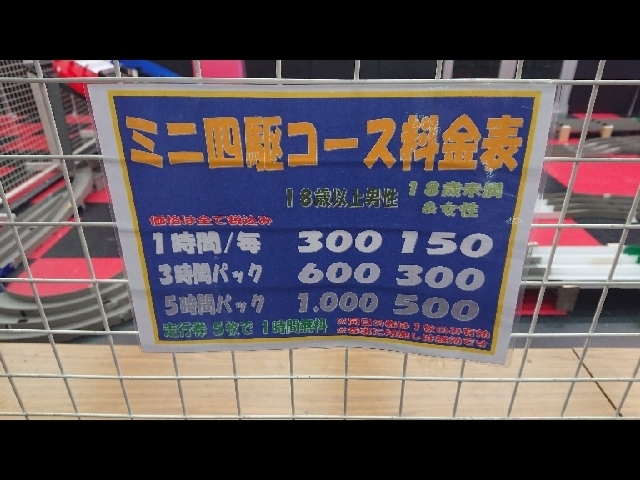 ミニ四駆コース料金表
18歳以上男性 18歳未満&女性
価格は全て税込み
1時間/毎 300 150
3時間パック 600 300
5時間パック 1.000 500
走行券 5枚で 1時間無料